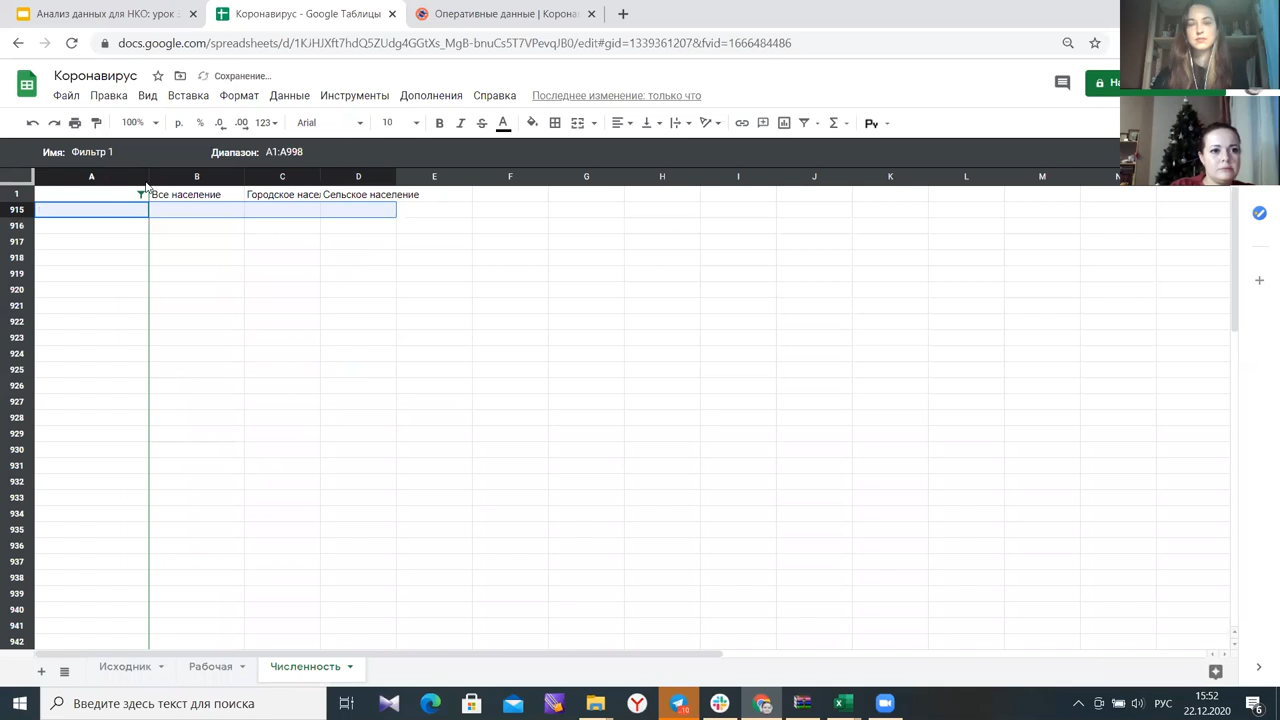 Анализ данных для НКО: урок 2
Коронавирус - Google Таблицы
Оперативные данные | Корона
docs.google.com/spreadsheets/d/1KJHJXft7hdQ5ZUdg4GGtXs_MgB-bnuCs5T7VPevqJB0/edit#gid=1339361207&fvid=1666484486
Коронавирус
Сохранение...
Файл Правка Вид Вставка Формат Данные Инструменты Дополнения Справка Последнее изменение: только что
100% р. % .0 .00 123 Arial 10 B I S A Ру
Имя: Фильтр 1 Диапазон: A1:A998
A B C D E F G H I J K L M N
1 Все население Городское насе Сельское население
915
916
917
918
919
920
921
922
923
924
925
926
927
928
929
930
931
932
933
934
935
936
937
938
939
940
941
942
Исходник Рабочая Численность
Введите здесь текст для поиска
10
РУС
15:52
22.12.2020
6